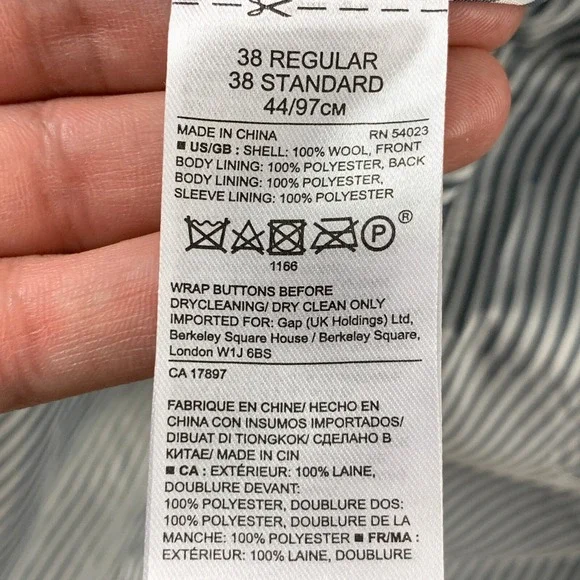 38 REGULAR
38 STANDARD
44/97CM
MADE IN CHINA RN 54023
■ US/GB : SHELL: 100% WOOL, FRONT
BODY LINING: 100% POLYESTER, BACK
BODY LINING: 100% POLYESTER,
SLEEVE LINING: 100% POLYESTER
P ®
1166
WRAP BUTTONS BEFORE
DRYCLEANING/ DRY CLEAN ONLY
IMPORTED FOR: Gap (UK Holdings) Ltd,
Berkeley Square House / Berkeley Square,
London W1J 6BS
CA 17897
FABRIQUE EN CHINE/ HECHO EN
CHINA CON INSUMOS IMPORTADOS/
DIBUAT DI TIONGKOK/ СДЕЛАНО В
КИТАЕ/ MADE IN CIN
■ CA : EXTÉRIEUR: 100% LAINE,
DOUBLURE DEVANT:
100% POLYESTER, DOUBLURE DOS:
100% POLYESTER, DOUBLURE DE LA
MANCHE: 100% POLYESTER ■ FR/MA :
EXTÉRIEUR: 100% LAINE, DOUBLURE